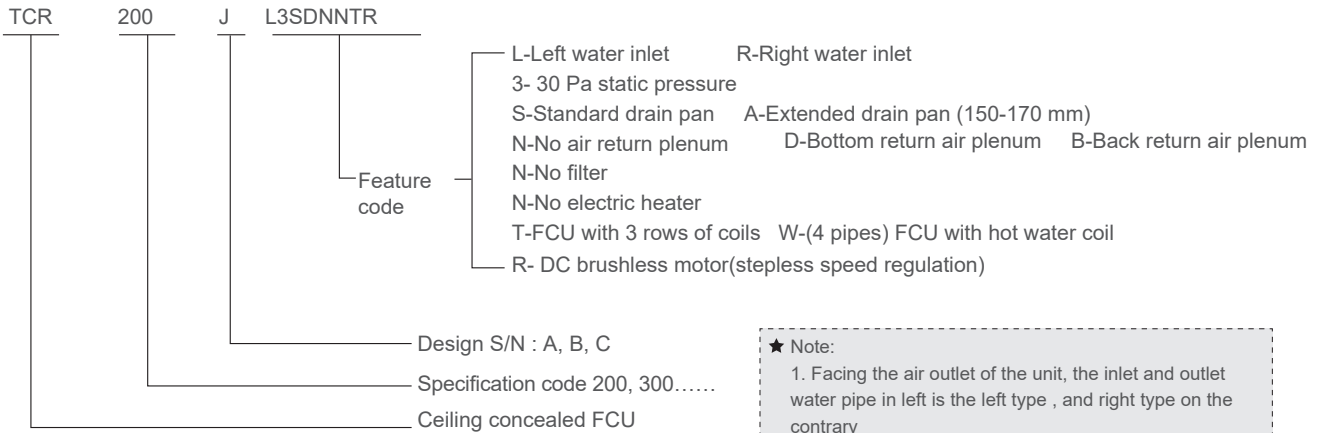 TCR 200 J L3SDNNTR
L-Left water inlet R-Right water inlet
3- 30 Pa static pressure
S-Standard drain pan A-Extended drain pan (150-170 mm)
N-No air return plenum D-Bottom return air plenum B-Back return air plenum
N-No filter
Feature
code
N-No electric heater
T-FCU with 3 rows of coils W-(4 pipes) FCU with hot water coil
R- DC brushless motor(stepless speed regulation)
Design S/N : A, B, C
Specification code 200, 300……
Ceiling concealed FCU
★ Note:
1. Facing the air outlet of the unit, the inlet and outlet
water pipe in left is the left type , and right type on the
contrary